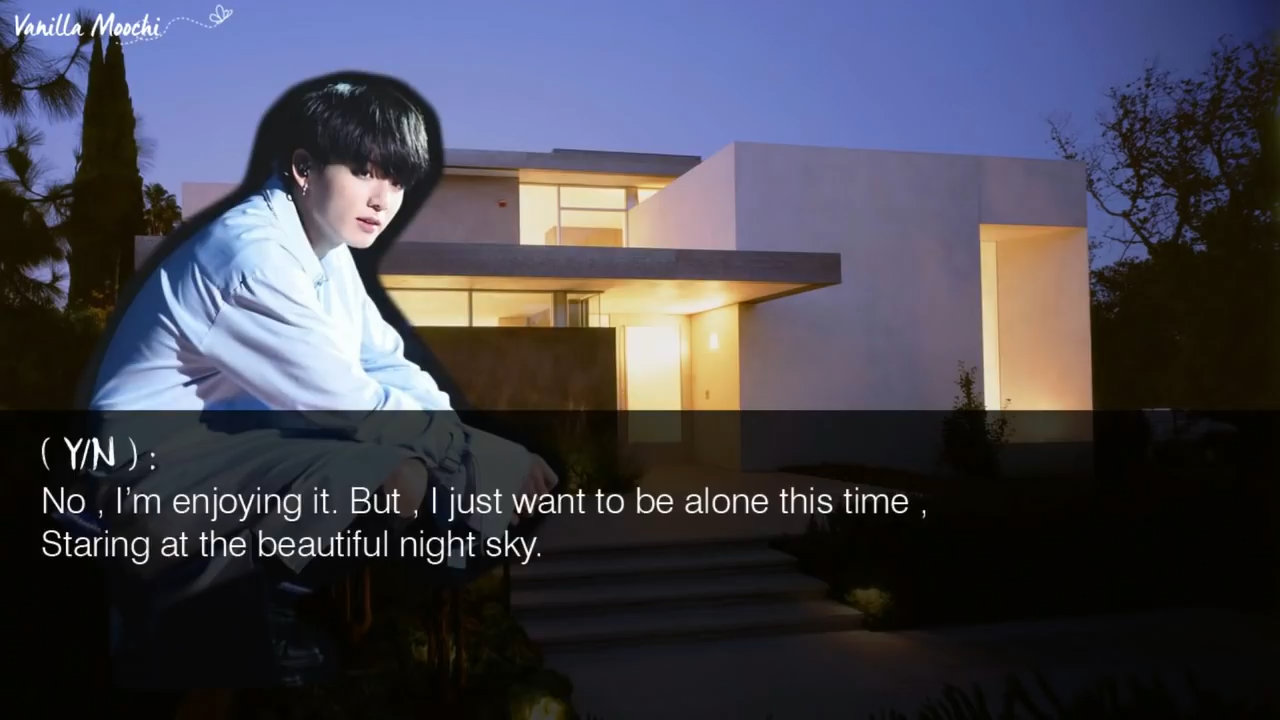 Vanilla Moochi
( Y/N ) :
No , I'm enjoying it. But , I just want to be alone this time ,
Staring at the beautiful night sky.